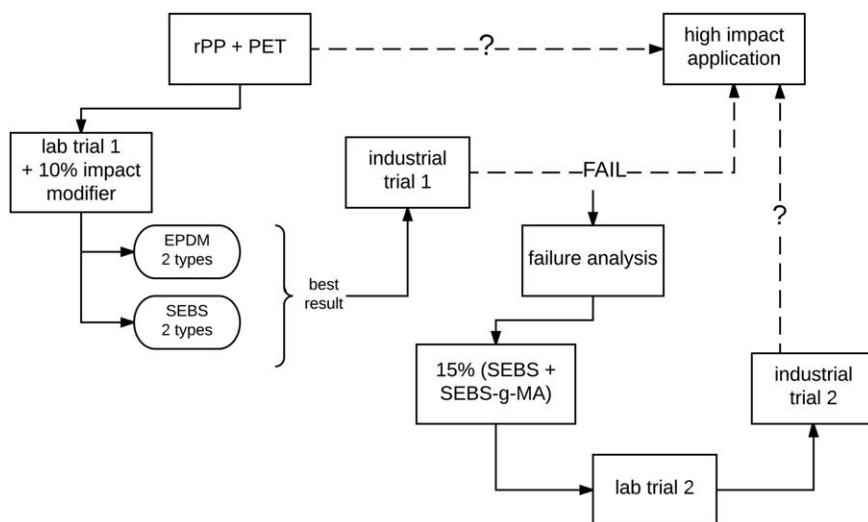 rPP + PET
?
high impact
application
lab trial 1
+ 10% impact
modifier
industrial
trial 1
FAIL
EPDM
2 types
SEBS
2 types
best
result
failure analysis
?
15% (SEBS +
SEBS-g-MA)
industrial
trial 2
lab trial 2